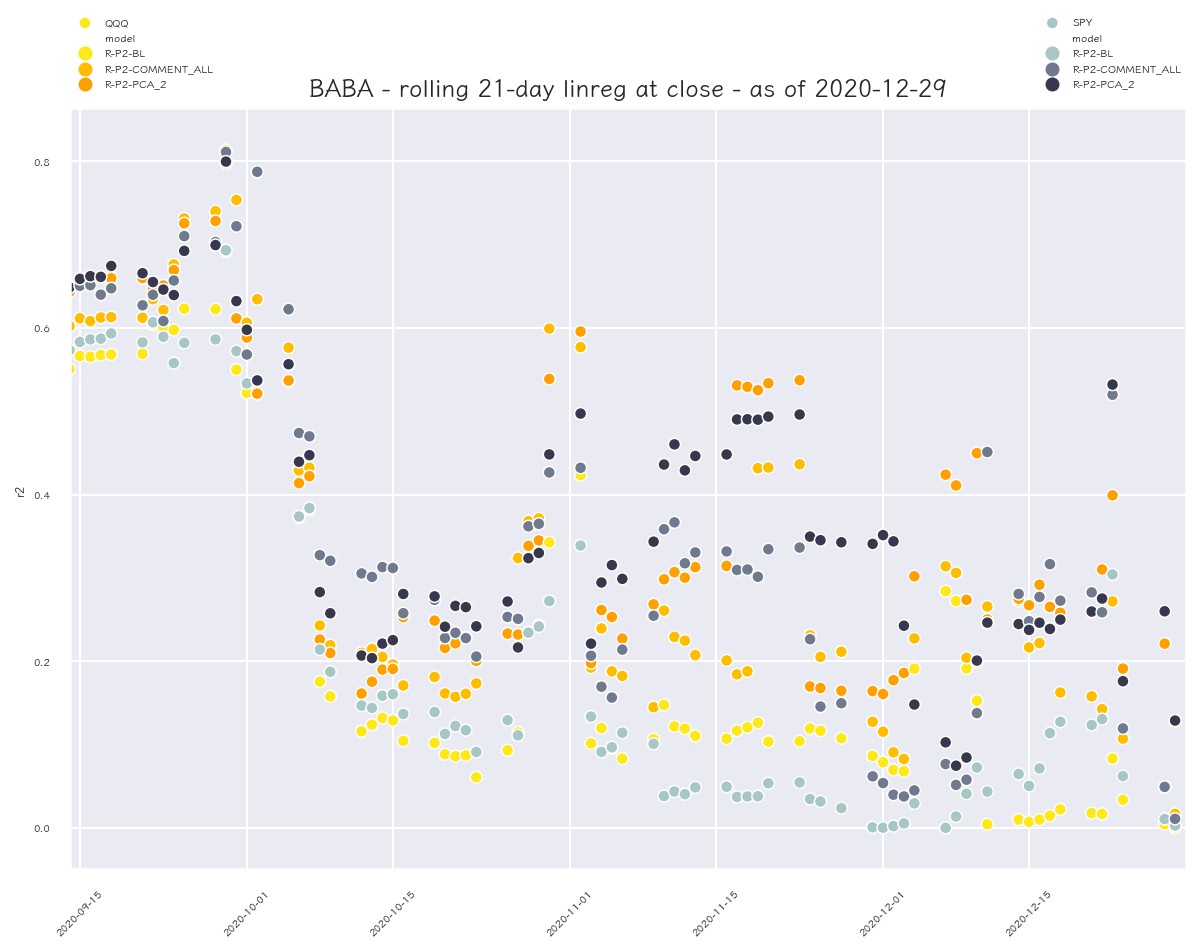 QQQ
model
R-P2-BL
R-P2-COMMENT_ALL
R-P2-PCA_2
SPY
model
R-P2-BL
R-P2-COMMENT_ALL
R-P2-PCA_2
BABA - rolling 21-day linreg at close - as of 2020-12-29
r2
0.8
0.6
0.4
0.2
0.0
2020-09-15
2020-10-01
2020-10-15
2020-11-01
2020-11-15
2020-12-01
2020-12-15